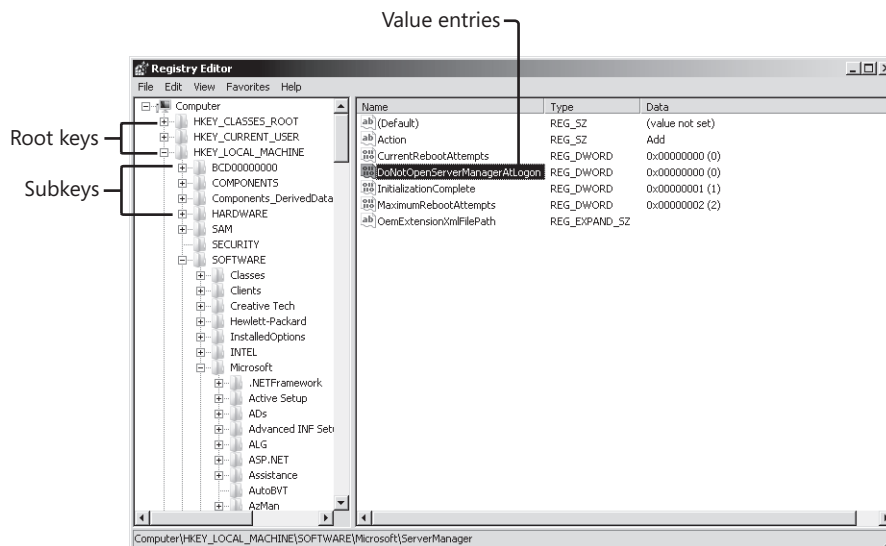 Value entries
Registry Editor
File Edit View Favorites Help
Root keys
Subkeys
Computer
HKEY_CLASSES_ROOT
HKEY_CURRENT_USER
HKEY_LOCAL_MACHINE
BCD00000000
COMPONENTS
Components_DerivedData
HARDWARE
SAM
SECURITY
SOFTWARE
Classes
Clients
Creative Tech
Hewlett-Packard
InstalledOptions
INTEL
Microsoft
.NETFramework
Active Setup
ADs
Advanced INF Setu
ALG
ASP.NET
Assistance
AutoBVT
AzMan
Name Type Data
(Default) REG_SZ (value not set)
Action REG_SZ Add
CurrentRebootAttempts REG_DWORD 0x00000000 (0)
DoNotOpenServerManagerAtLogon REG_DWORD 0x00000000 (0)
InitializationComplete REG_DWORD 0x00000001 (1)
MaximumRebootAttempts REG_DWORD 0x00000002 (2)
OemExtensionXmlFilePath REG_EXPAND_SZ
Computer\HKEY_LOCAL_MACHINE\SOFTWARE\Microsoft\ServerManager